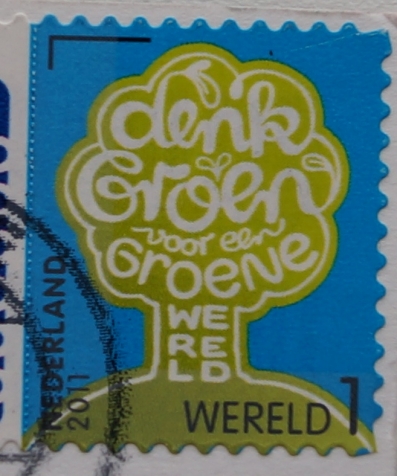 denk
Groen
voor een
GROENE
WE
RE
LD
NEDERLAND
2011
WERELD 1